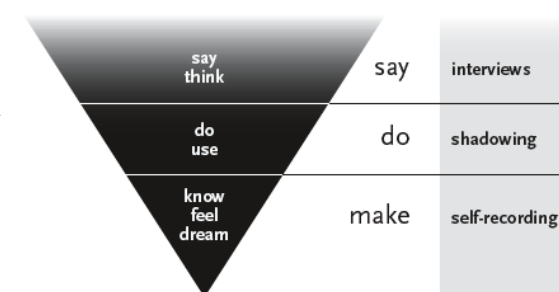 say
think
say
interviews
do
use
do
shadowing
know
feel
dream
make
self-recording